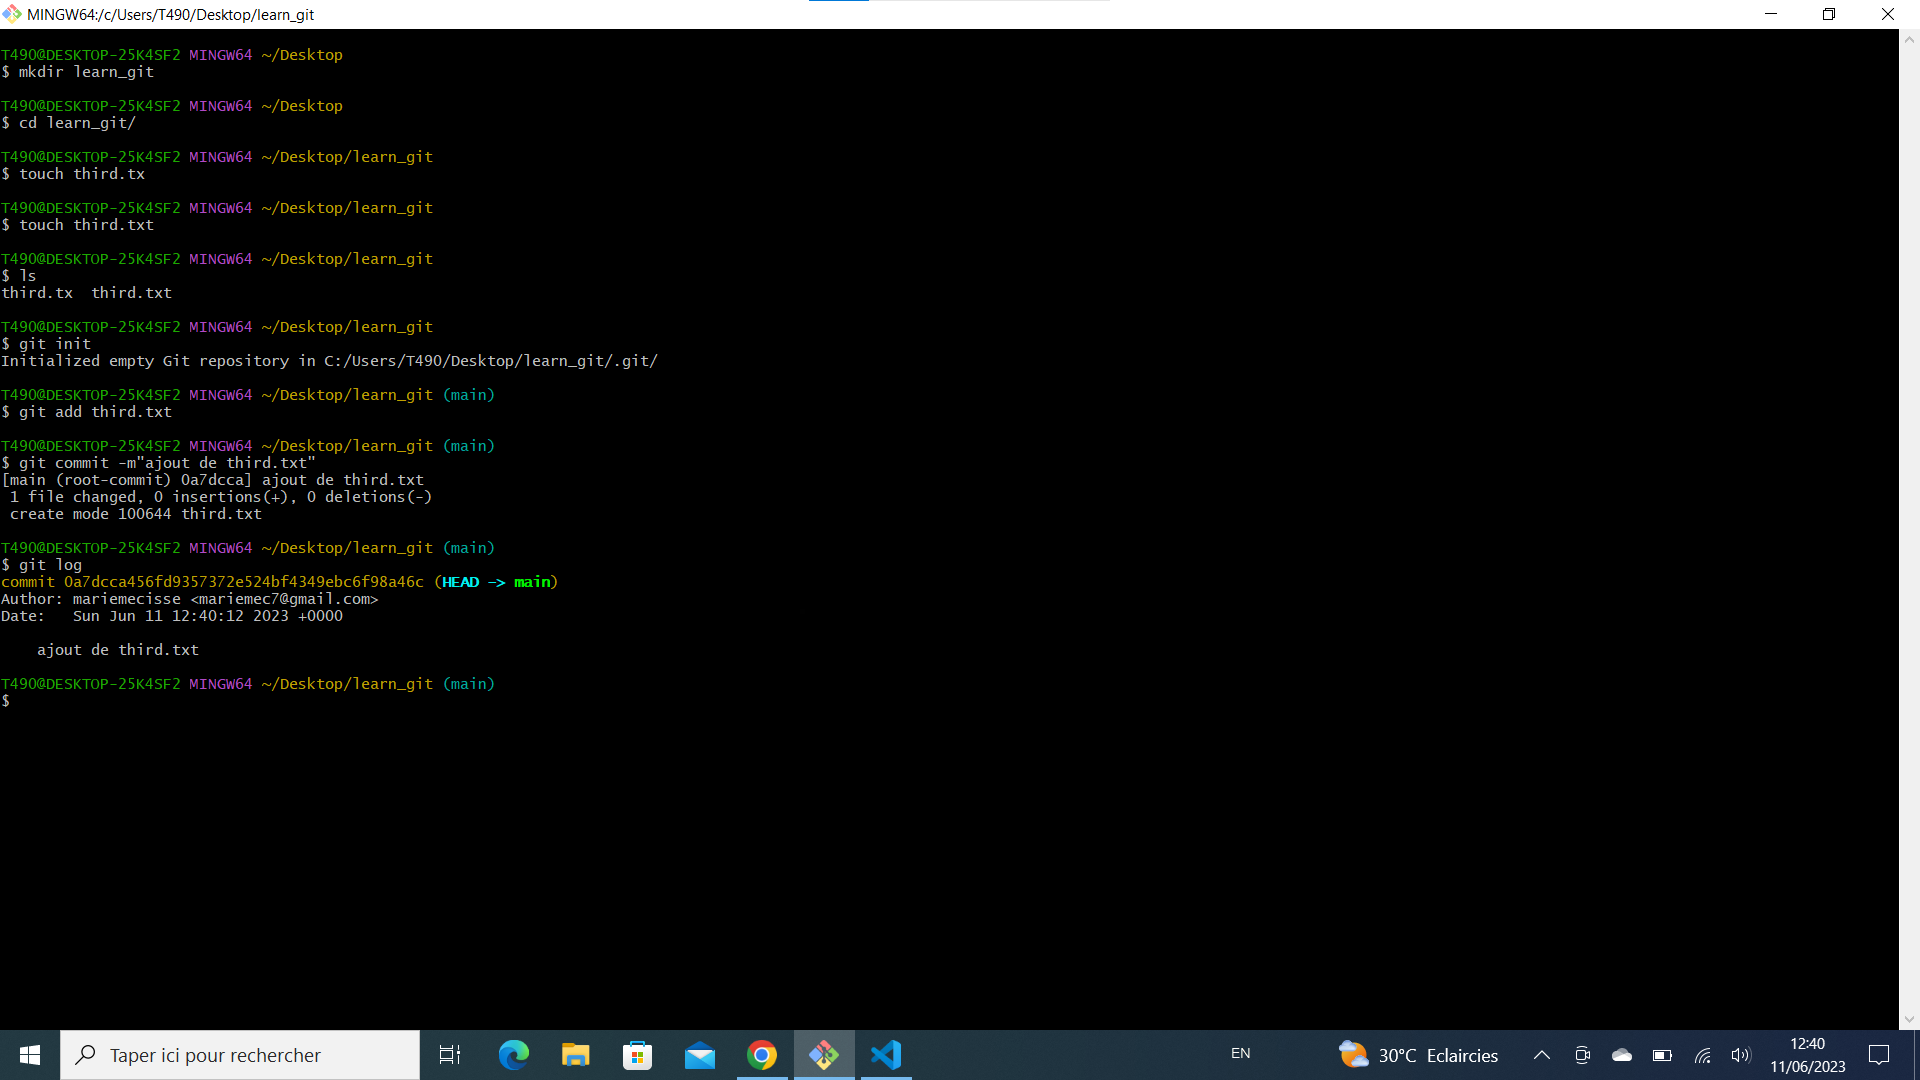 MINGW64:/c/Users/T490/Desktop/learn_git
T490@DESKTOP-25K4SF2 MINGW64 ~/Desktop
$ mkdir learn_git
T490@DESKTOP-25K4SF2 MINGW64 ~/Desktop
$ cd learn_git/
T490@DESKTOP-25K4SF2 MINGW64 ~/Desktop/learn_git
$ touch third.tx
T490@DESKTOP-25K4SF2 MINGW64 ~/Desktop/learn_git
$ touch third.txt
T490@DESKTOP-25K4SF2 MINGW64 ~/Desktop/learn_git
$ ls
third.tx  third.txt
T490@DESKTOP-25K4SF2 MINGW64 ~/Desktop/learn_git
$ git init
Initialized empty Git repository in C:/Users/T490/Desktop/learn_git/.git/
T490@DESKTOP-25K4SF2 MINGW64 ~/Desktop/learn_git (main)
$ git add third.txt
T490@DESKTOP-25K4SF2 MINGW64 ~/Desktop/learn_git (main)
$ git commit -m"ajout de third.txt"
[main (root-commit) 0a7dcca] ajout de third.txt
 1 file changed, 0 insertions(+), 0 deletions(-)
 create mode 100644 third.txt
T490@DESKTOP-25K4SF2 MINGW64 ~/Desktop/learn_git (main)
$ git log
commit 0a7dcca456fd9357372e524bf4349ebc6f98a46c (HEAD -> main)
Author: mariemecisse <mariemec7@gmail.com>
Date:   Sun Jun 11 12:40:12 2023 +0000
    ajout de third.txt
T490@DESKTOP-25K4SF2 MINGW64 ~/Desktop/learn_git (main)
$
Taper ici pour rechercher
EN
30°C Eclaircies
12:40
11/06/2023